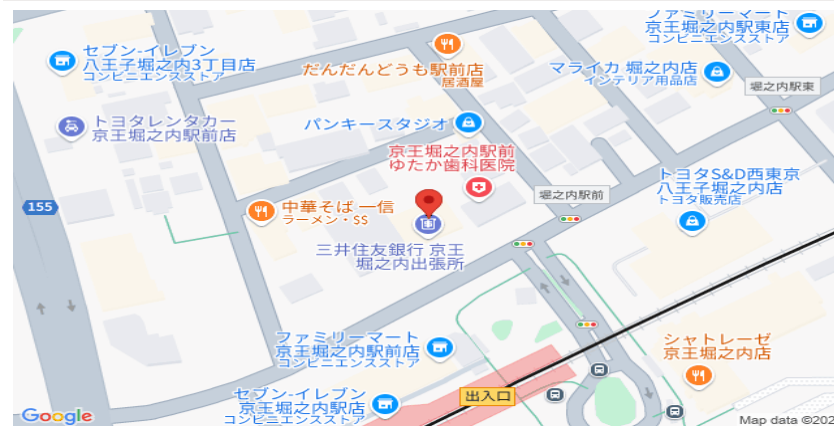 ファミリーマート
京王堀之内駅東店
コンビニエンスストア
セブン-イレブン
八王子堀之内3丁目店
コンビニエンスストア
だんだんどうも駅前店
居酒屋
マライカ 堀之内店
インテリア用品店
堀之内駅東
トヨタレンタカー
京王堀之内駅前店
パンキースタジオ
京王堀之内駅前
ゆたか歯科医院
トヨタS&D西東京
八王子堀之内店
トヨタ販売店
堀之内駅前
155
中華そば 一信
ラーメン・SS
三井住友銀行 京王
堀之内出張所
ファミリーマート
京王堀之内駅前店
コンビニエンスストア
シャトレーゼ
京王堀之内店
セブン-イレブン
京王堀之内駅店
コンビニエンスストア
出入口
Google
Map data ©202